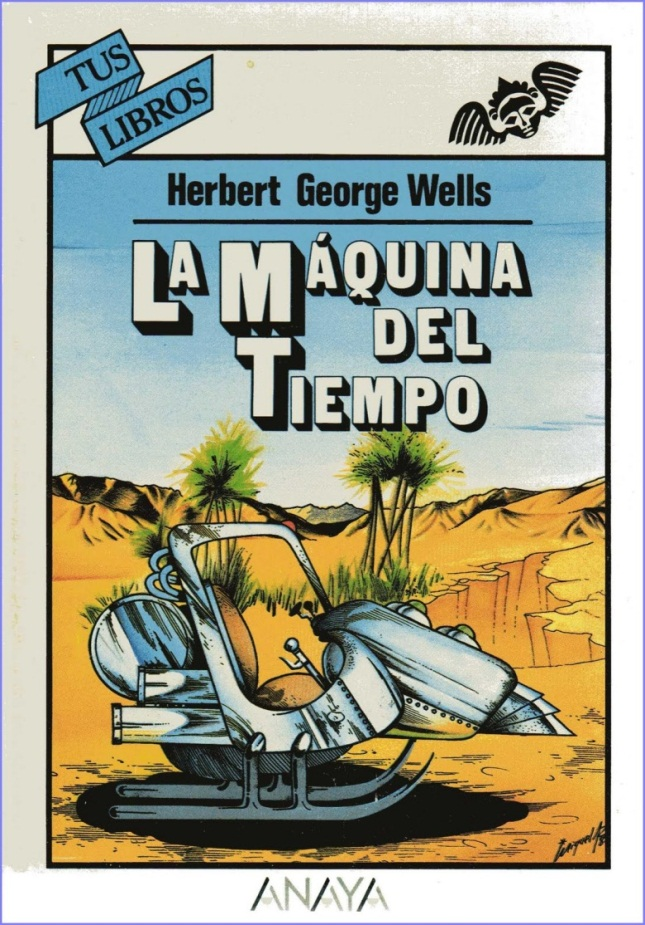 TUS
LIBROS
Herbert George Wells
LA MÁQUINA
DEL
TIEMPO
ANAYA